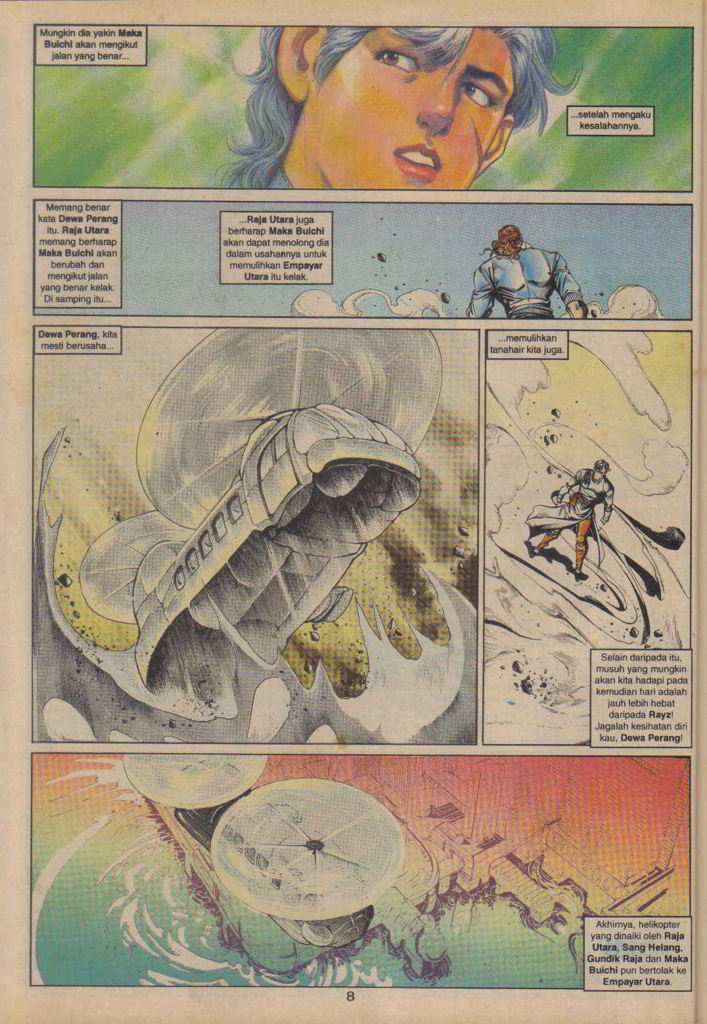 Mungkin dia yakin Maka
Buichi akan mengikut
jalan yang benar...
...setelah mengaku
kesalahannya.
Memang benar
kata Dewa Perang
itu. Raja Utara
memang berharap
Maka Buichi akan
berubah dan
mengikut jalan
yang benar kelak.
Di samping itu...
...Raja Utara juga
berharap Maka Buichi
akan dapat menolong dia
dalam usahannya untuk
memulihkan Empayar
Utara itu kelak.
Dewa Perang, kita
mesti berusaha...
...memulihkan
tanahair kita juga.
Selain daripada itu,
musuh yang mungkin
akan kita hadapi pada
kemudian hari adalah
jauh lebih hebat
daripada Rayz!
Jagalah kesihatan diri
kau, Dewa Perang!
Akhirnya, helikopter
yang dinaiki oleh Raja
Utara, Sang Helang,
Gundik Raja dan Maka
Buichi pun bertolak ke
Empayar Utara.
8